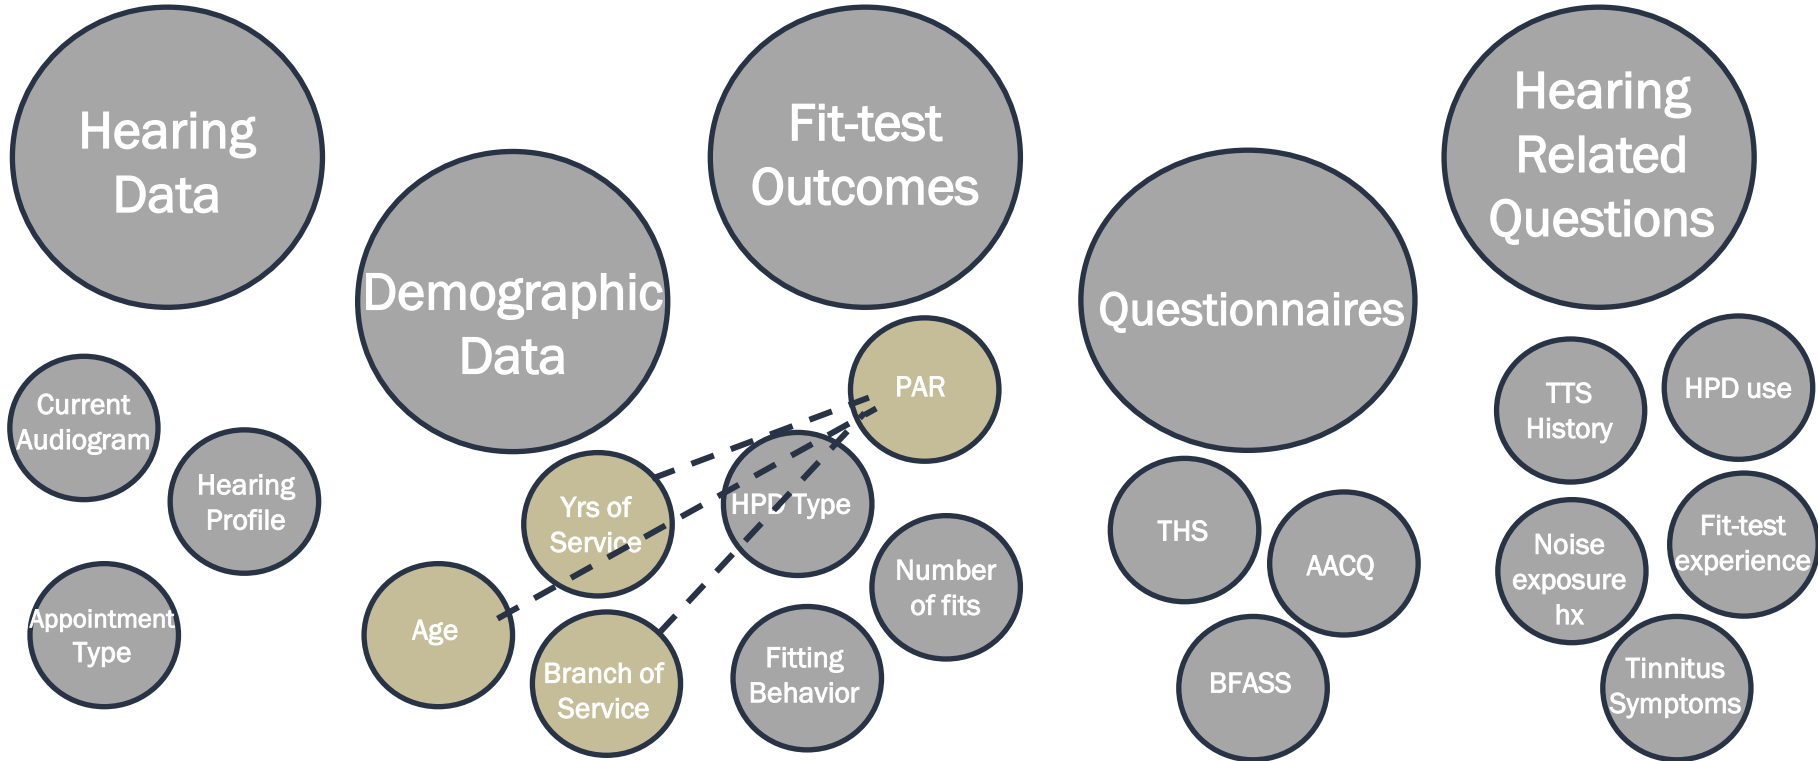 Hearing
Data
Demographic
Data
Fit-test
Outcomes
Questionnaires
Hearing
Related
Questions
Current
Audiogram
Hearing
Profile
Appointment
Type
Yrs of
Service
Age
Branch of
Service
PAR
HPD Type
Number
of fits
Fitting
Behavior
THS
AACQ
BFASS
TTS
History
HPD use
Noise
exposure
hx
Fit-test
experience
Tinnitus
Symptoms